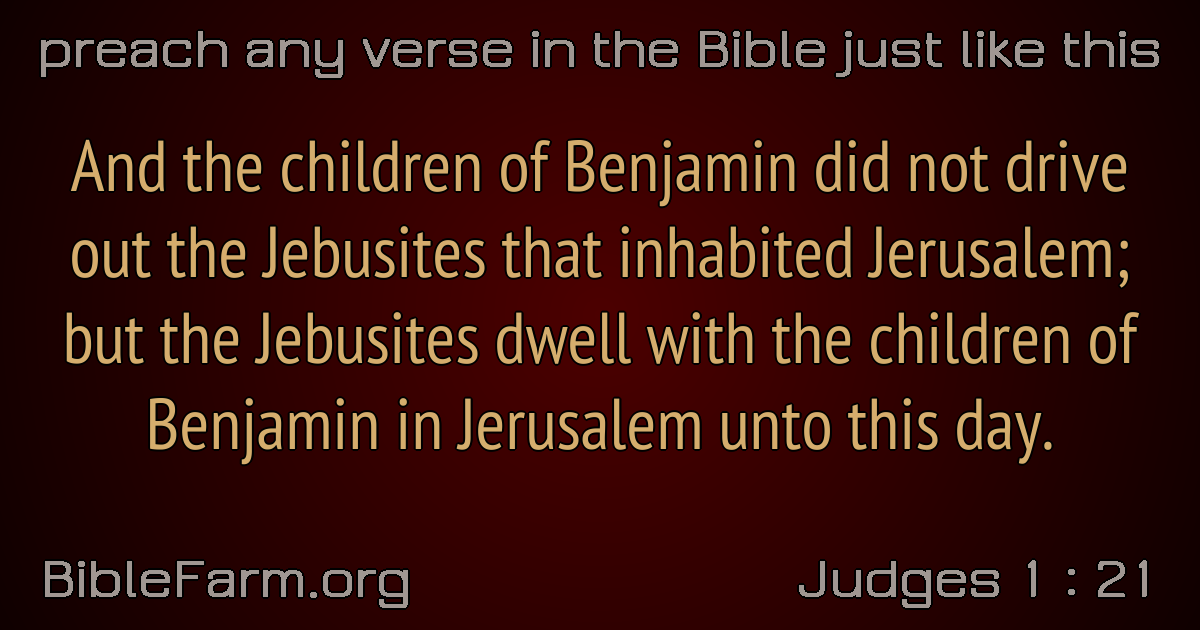 preach any verse in the Bible just like this
And the children of Benjamin did not drive
out the Jebusites that inhabited Jerusalem;
but the Jebusites dwell with the children of
Benjamin in Jerusalem unto this day.
BibleFarm.org
Judges 1 : 21